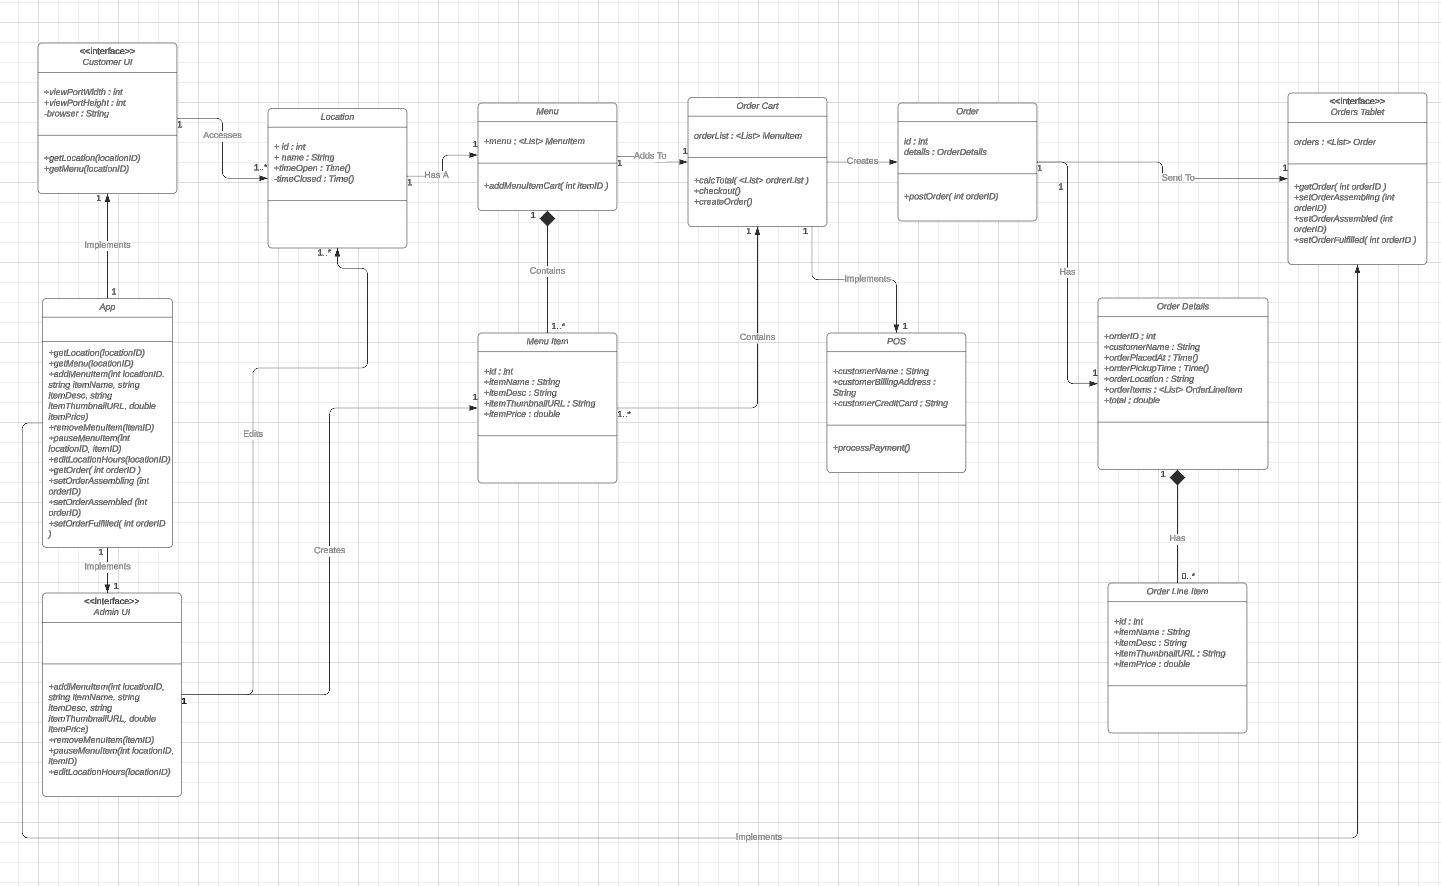 <<interface>>
Customer UI
+viewPortWidth : int
+viewPortHeight : int
-browser : String
+getLocation(locationID)
+getMenu(locationID)
1
Accesses
1..*
Location
+ id : int
+ name : String
+timeOpen : Time()
-timeClosed : Time()
1
Has A
1
Menu
+menu ; <List> MenuItem
+addMenuItemCart( int itemID )
1
Adds To
1
Order Cart
orderList : <List> MenuItem
+calcTotal( <List> ordrerList )
+checkout()
+createOrder()
Creates
Order
id : int
details : OrderDetails
+postOrder( int orderID)
1
Send To
1
<<interface>>
Orders Tablet
orders : <List> Order
+getOrder( int orderID )
+setOrderAssembling (int
orderID)
+setOrderAssembled (int
orderID)
+setOrderFulfilled( int orderID )
1
Implements
1
1..*
1
Contains
1..*
1
1
Implements
1
Contains
1
Has
1
App
+getLocation(locationID)
+getMenu(locationID)
+addMenuItem(int locationID,
string itemName, string
itemDesc, string
itemThumbnailURL, double
itemPrice)
+removeMenuItem(itemID)
+pauseMenuItem(int
locationID, itemID)
+editLocationHours(locationID)
+getOrder( int orderID )
+setOrderAssembling (int
orderID)
+setOrderAssembled (int
orderID)
+setOrderFulfilled( int orderID
)
Edits
Creates
1
Menu Item
+id : int
+itemName : String
+itemDesc : String
+itemThumbnailURL : String
+itemPrice : double
1..*
POS
+customerName ; String
+customerBillingAddress :
String
+customerCreditCard ; String
+processPayment()
Order Details
+orderID ; int
+customerName : String
+orderPlacedAt : Time()
+orderPickupTime ; Time()
+orderLocation : String
+orderItems : <List> OrderLineItem
+total ; double
1
Has
0..*
Order Line Item
+id : int
+itemName : String
+itemDesc : String
+itemThumbnailURL : String
+itemPrice : double
1
Implements
1
<<interface>>
Admin UI
+addMenuItem(int locationID,
string itemName, string
itemDesc, string
itemThumbnailURL, double
itemPrice)
+removeMenuItem(itemID)
+pauseMenuItem(int locationID,
itemID)
+editLocationHours(locationID)
1
Implements